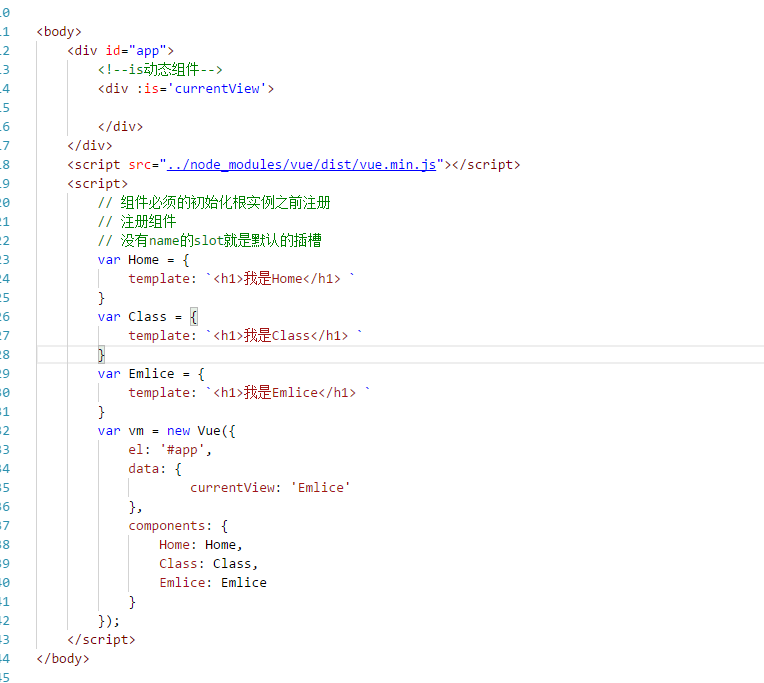 10
11 <body>
12     <div id="app">
13         <!--is动态组件-->
14         <div :is='currentView'>
15
16         </div>
17     </div>
18     <script src="../node_modules/vue/dist/vue.min.js"></script>
19     <script>
20         // 组件必须的初始化根实例之前注册
21         // 注册组件
22         // 没有name的slot就是默认的插槽
23         var Home = {
24             template: `<h1>我是Home</h1> `
25         }
26         var Class = {
27             template: `<h1>我是Class</h1> `
28         }
29         var Emlice = {
30             template: `<h1>我是Emlice</h1> `
31         }
32         var vm = new Vue({
33             el: '#app',
34             data: {
35                     currentView: 'Emlice'
36             },
37             components: {
38                 Home: Home,
39                 Class: Class,
40                 Emlice: Emlice
41             }
42         });
43     </script>
44 </body>
45